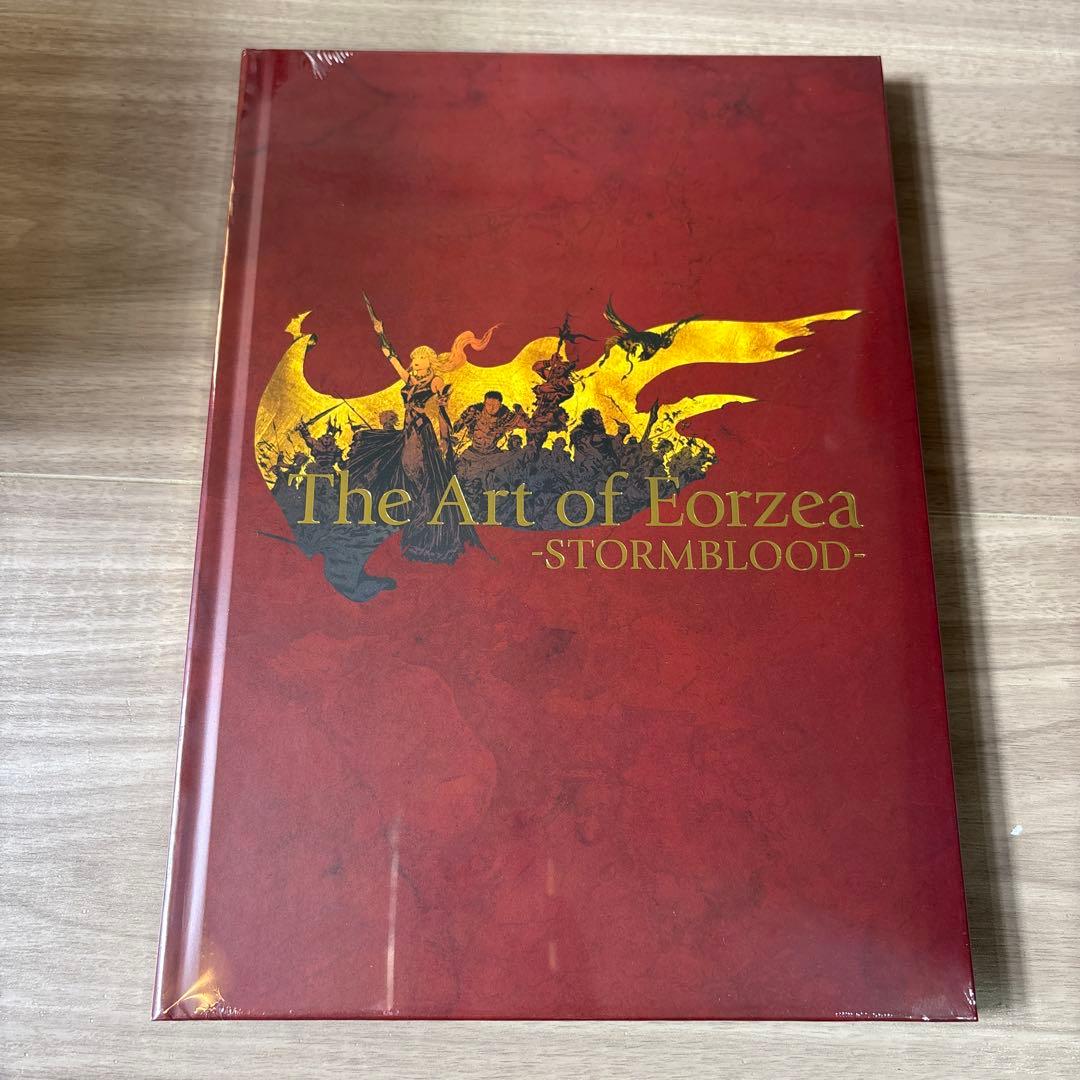 The Art of Eorzea
-STORMBLOOD-